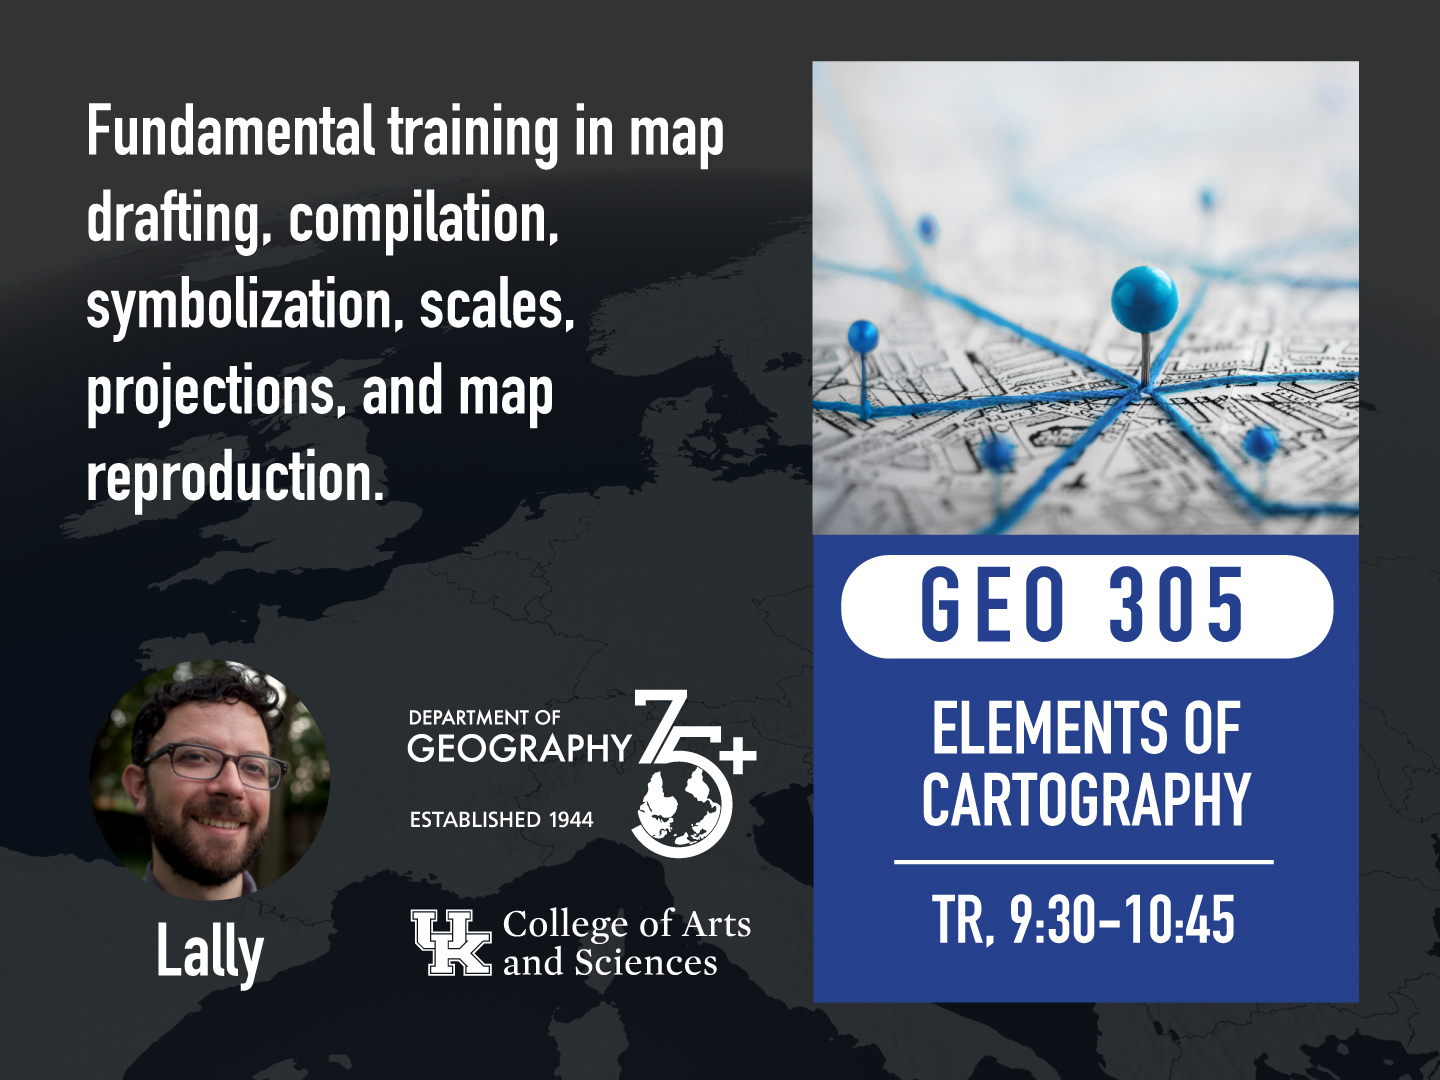 Fundamental training in map
drafting, compilation,
symbolization, scales,
projections, and map
reproduction.
Lally
DEPARTMENT OF
GEOGRAPHY
75+
ESTABLISHED 1944
UK
College of Arts
and Sciences
GEO 305
ELEMENTS OF
CARTOGRAPHY
TR, 9:30-10:45